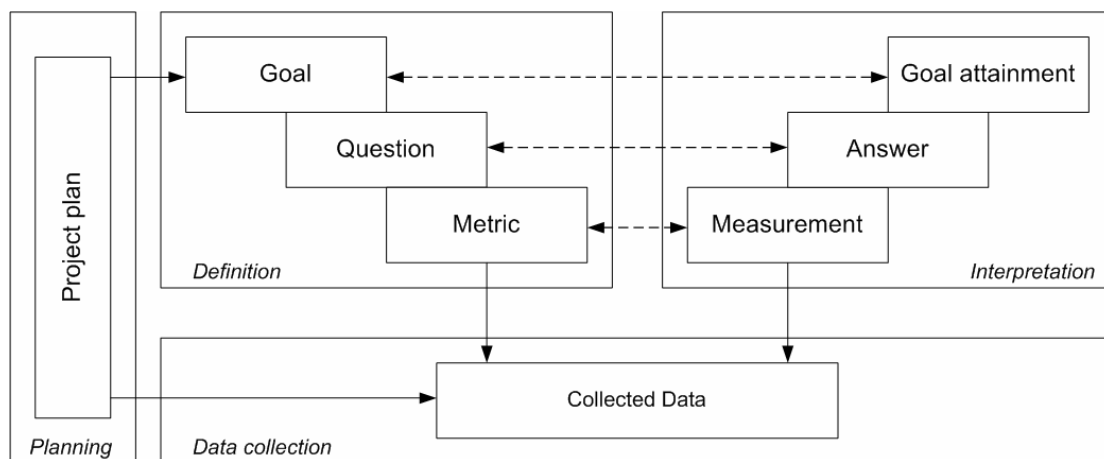 Project plan
Planning
Goal
Question
Metric
Definition
Goal attainment
Answer
Measurement
Interpretation
Collected Data
Data collection